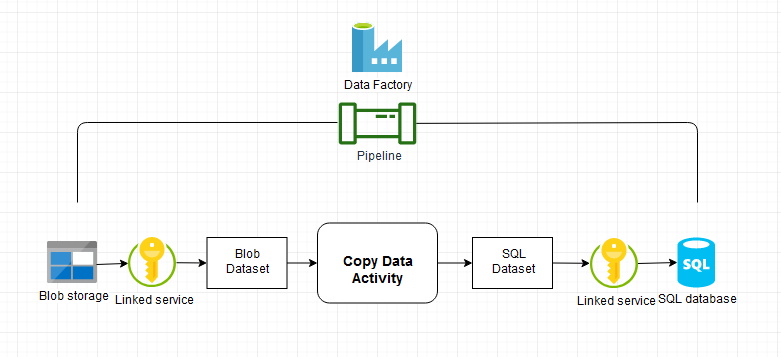 Data Factory
Pipeline
Blob storage
Linked service
Blob
Dataset
Copy Data
Activity
SQL
Dataset
Linked service
SQL
SQL database